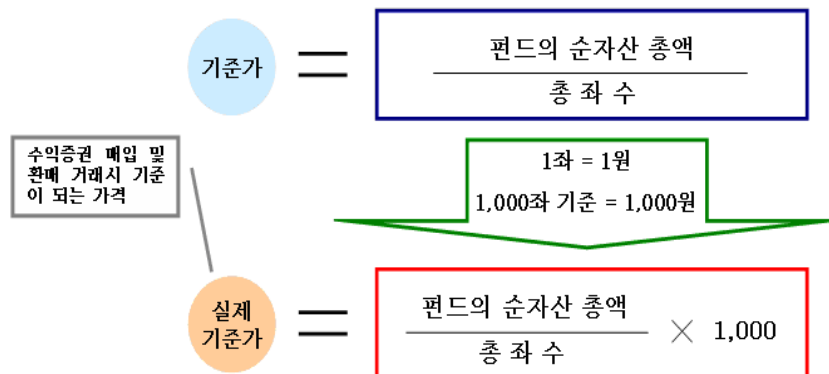 기준가
펀드의 순자산 총액
총 좌 수
수익증권 매입 및
환매 거래시 기준
이 되는 가격
1좌 = 1원
1,000좌 기준 = 1,000원
실제
기준가
펀드의 순자산 총액
총 좌 수
× 1,000